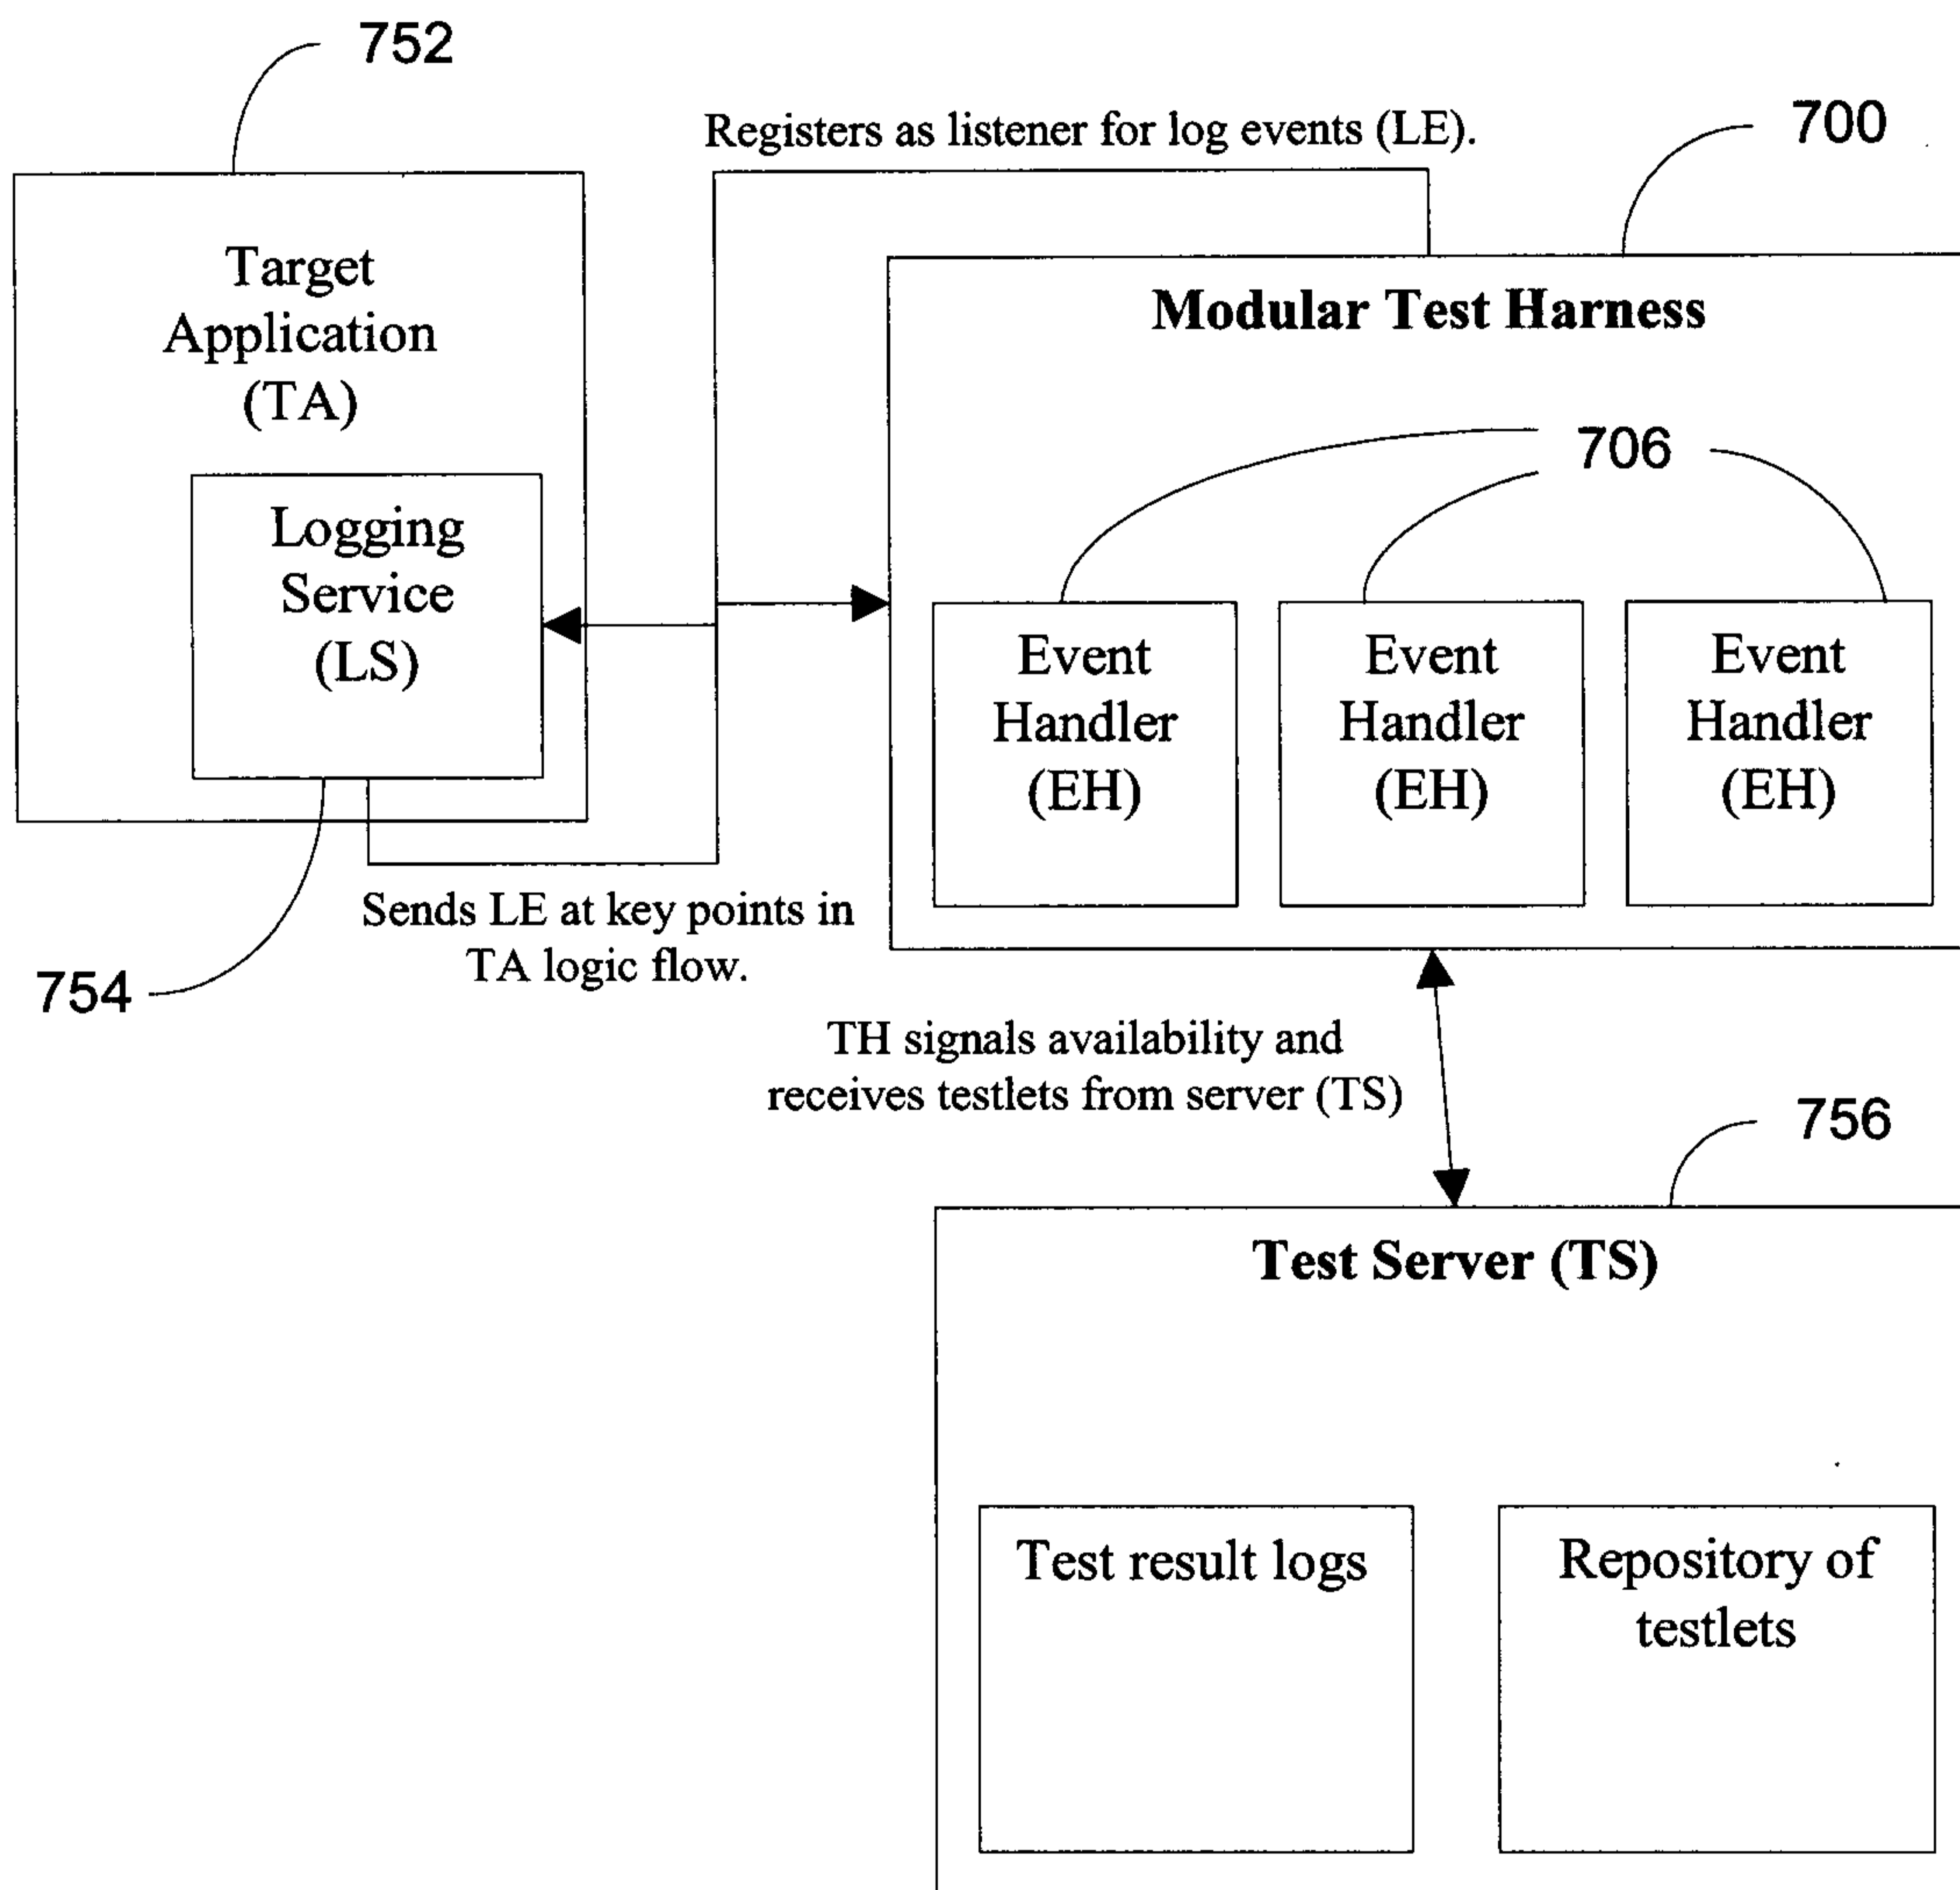 752
Registers as listener for log events (LE).
700
Target
Application
(TA)
Modular Test Harness
706
Logging
Service
(LS)
Event
Handler
(EH)
Event
Handler
(EH)
Event
Handler
(EH)
Sends LE at key points in
TA logic flow.
754
TH signals availability and
receives testlets from server (TS)
756
Test Server (TS)
Test result logs
Repository of
testlets